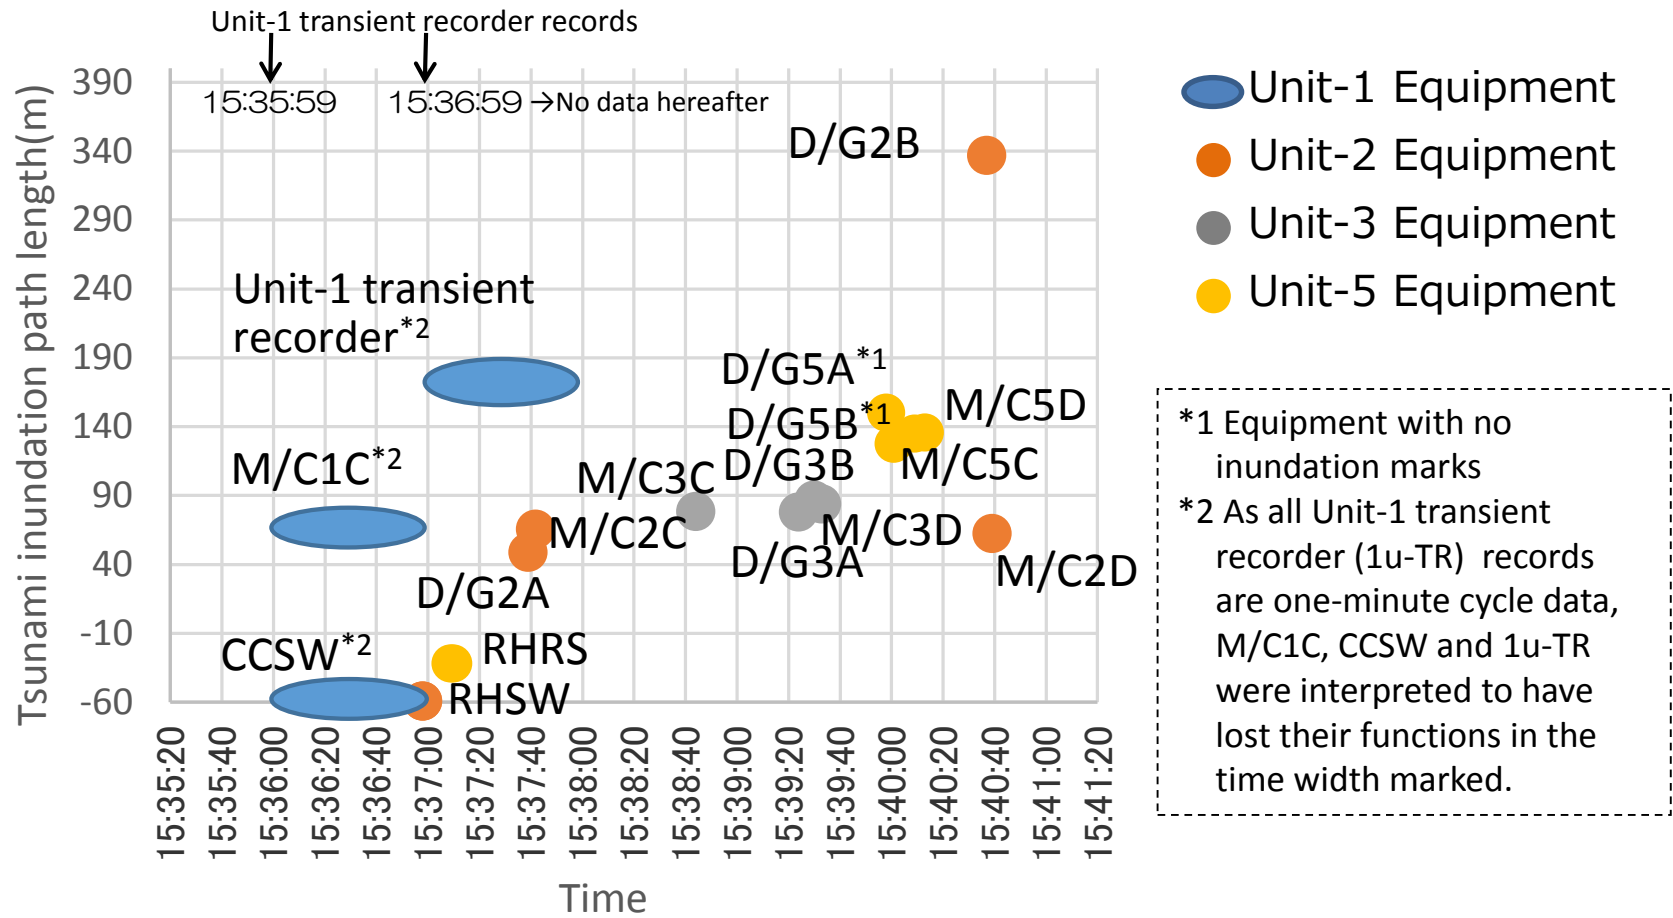 Unit-1 transient recorder records
15:35:59
15:36:59 →No data hereafter
Tsunami inundation path length(m)
390
340
290
240
190
140
90
40
-10
-60
D/G2B
Unit-1 transient
recorder*2
D/G5A*1
D/G5B*1
M/C5D
M/C1C*2
M/C3C
D/G3B
M/C5C
M/C2C
M/C3D
D/G3A
M/C2D
D/G2A
CCSW*2
RHRS
RHSW
15:35:20
15:35:40
15:36:00
15:36:20
15:36:40
15:37:00
15:37:20
15:37:40
15:38:00
15:38:20
15:38:40
15:39:00
15:39:20
15:39:40
15:40:00
15:40:20
15:40:40
15:41:00
15:41:20
Time
Unit-1 Equipment
Unit-2 Equipment
Unit-3 Equipment
Unit-5 Equipment
*1 Equipment with no
inundation marks
*2 As all Unit-1 transient
recorder (1u-TR) records
are one-minute cycle data,
M/C1C, CCSW and 1u-TR
were interpreted to have
lost their functions in the
time width marked.